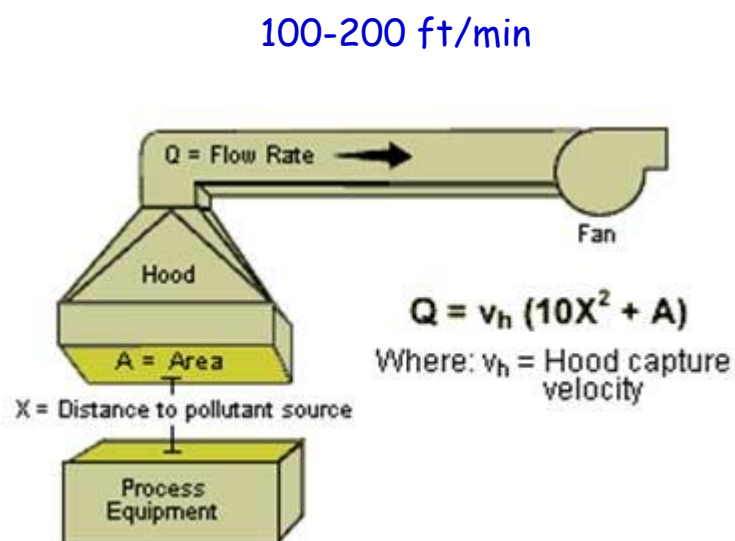 100-200 ft/min
Q = Flow Rate
Fan
Hood
Q = vₕ (10X² + A)
A = Area
Where: vₕ = Hood capture
velocity
X = Distance to pollutant source
Process
Equipment